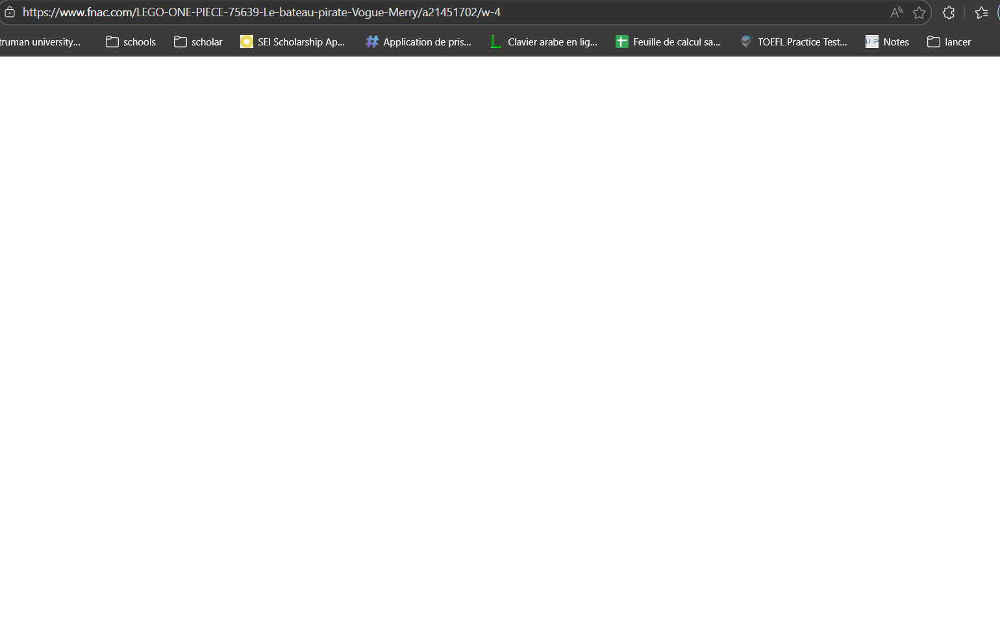 https://www.fnac.com/LEGO-ONE-PIECE-75639-Le-bateau-pirate-Vogue-Merry/a21451702/w-4
truman university... schools scholar SEI Scholarship Ap... Application de pris... Clavier arabe en lig... Feuille de calcul sa... TOEFL Practice Test... Notes lancer